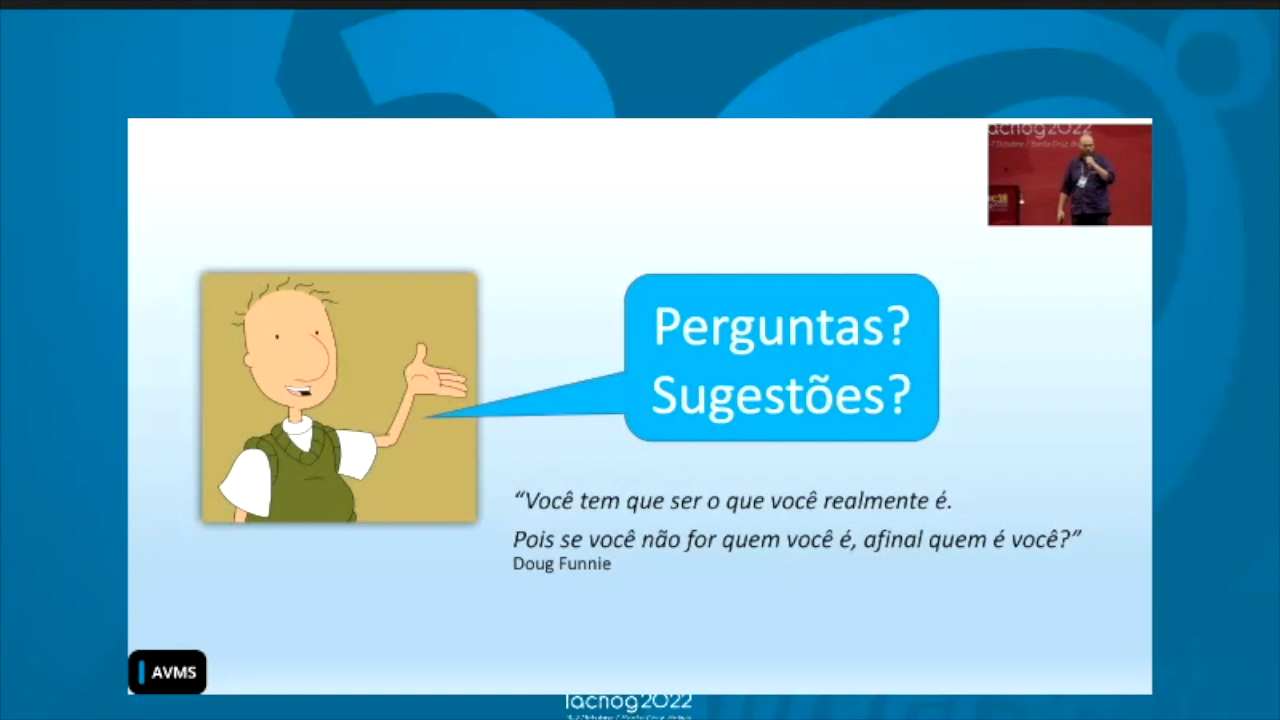 lacnog2022
Perguntas?
Sugestões?
“Você tem que ser o que você realmente é.
Pois se você não for quem você é, afinal quem é você?”
Doug Funnie
AVMS
lacnog2022